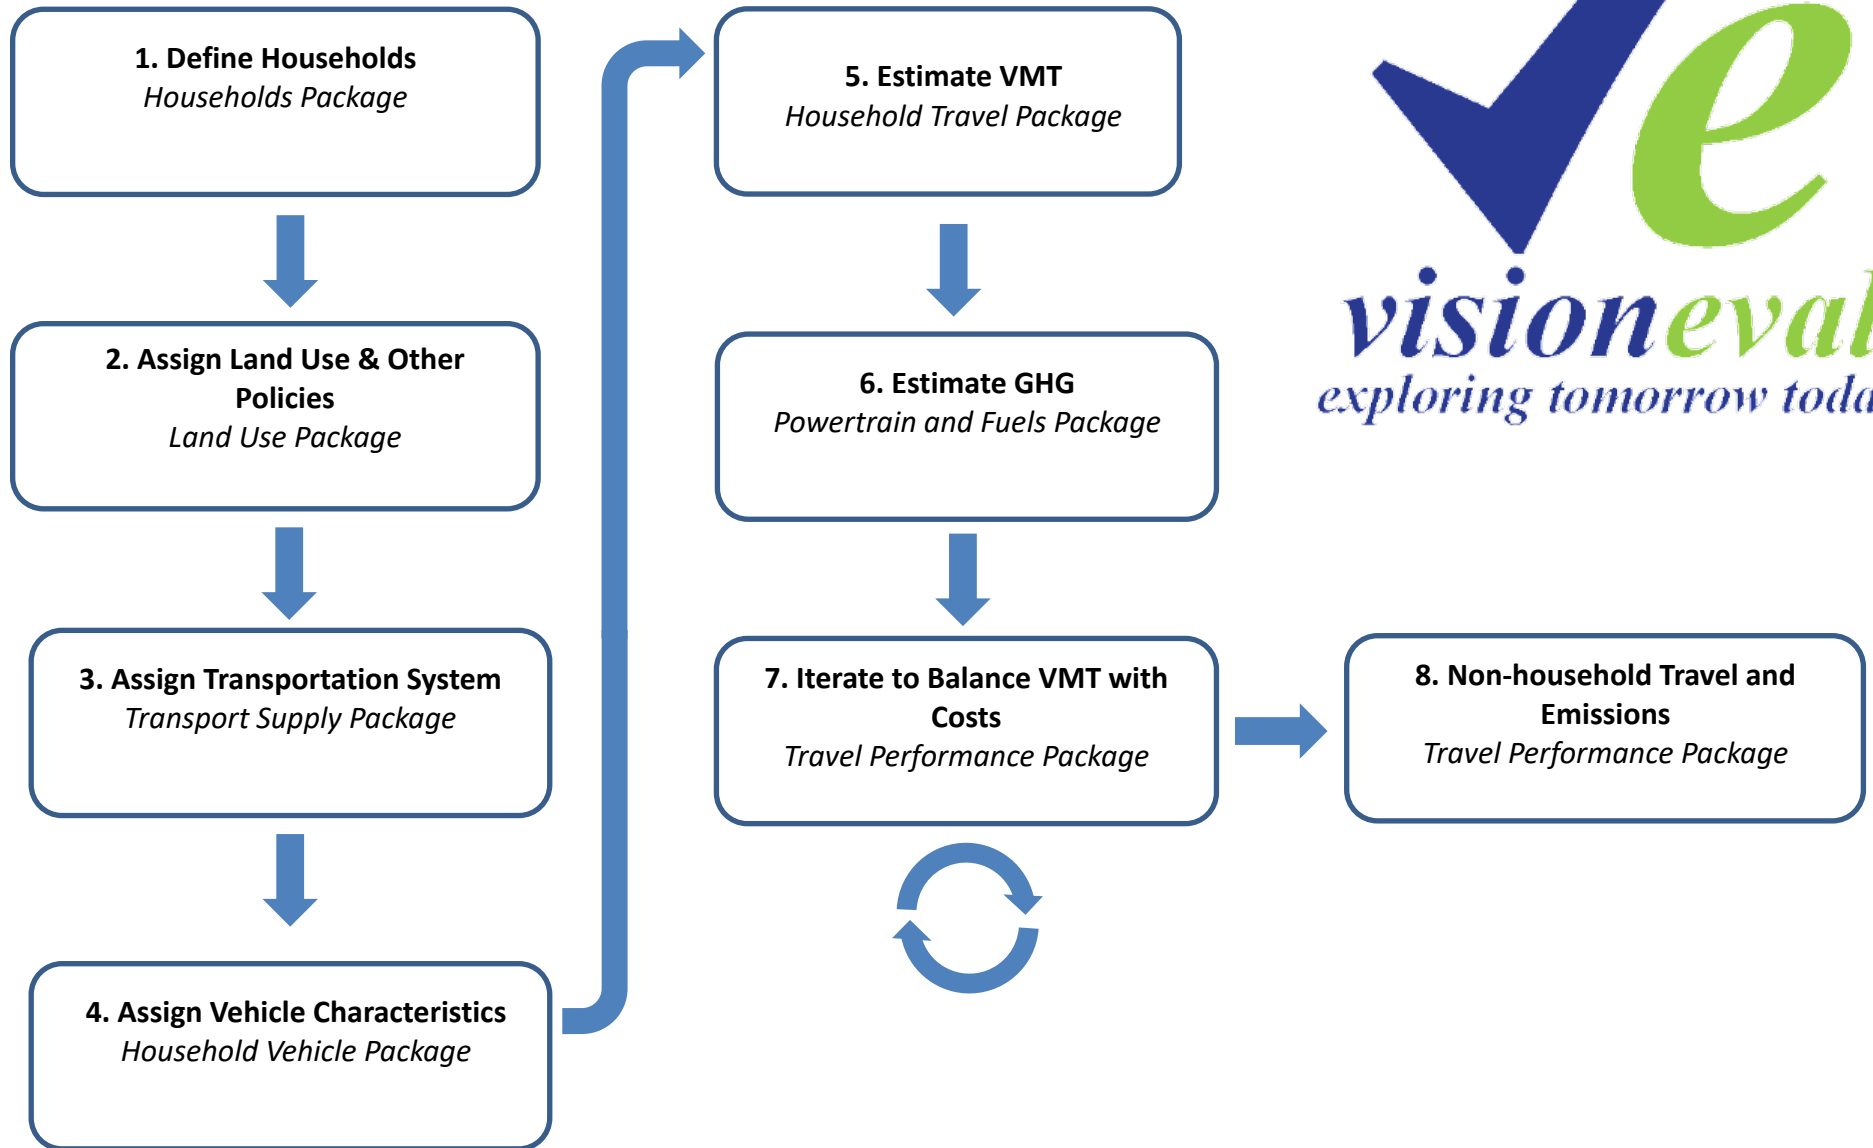 1. Define Households
Households Package
2. Assign Land Use & Other
Policies
Land Use Package
3. Assign Transportation System
Transport Supply Package
4. Assign Vehicle Characteristics
Household Vehicle Package
5. Estimate VMT
Household Travel Package
6. Estimate GHG
Powertrain and Fuels Package
7. Iterate to Balance VMT with
Costs
Travel Performance Package
8. Non-household Travel and
Emissions
Travel Performance Package
e
visioneval
exploring tomorrow toda